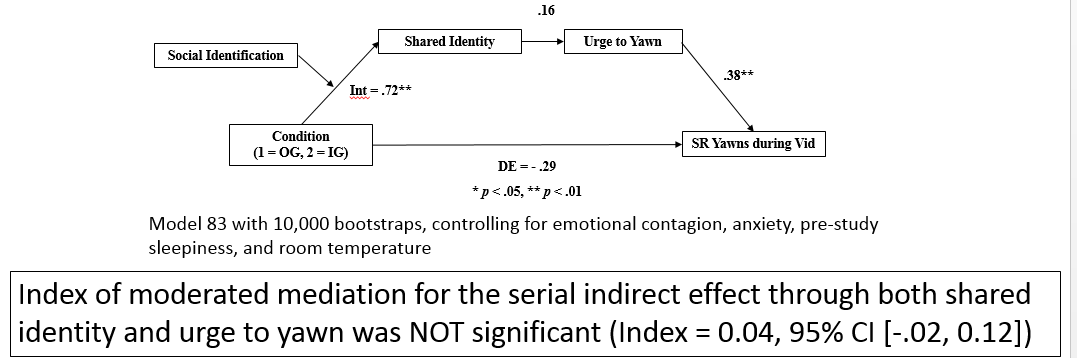 .16
Shared Identity
Urge to Yawn
Social Identification
.38**
Int = .72**
Condition
(1 = OG, 2 = IG)
SR Yawns during Vid
DE = - .29
* p < .05, ** p < .01
Model 83 with 10,000 bootstraps, controlling for emotional contagion, anxiety, pre-study
sleepiness, and room temperature
Index of moderated mediation for the serial indirect effect through both shared
identity and urge to yawn was NOT significant (Index = 0.04, 95% CI [-.02, 0.12])